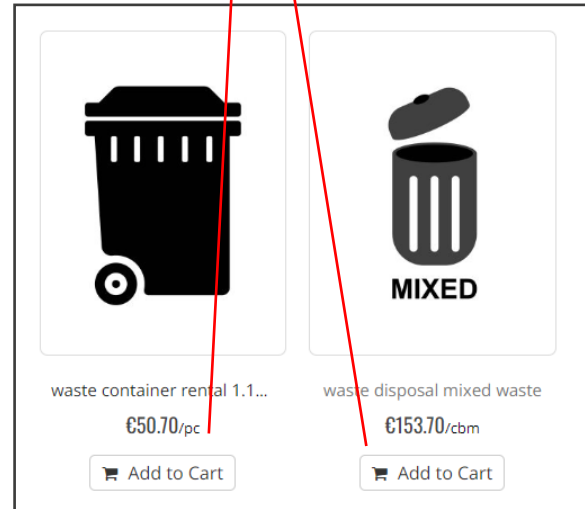 MIXED
waste container rental 1.1...
waste disposal mixed waste
€50.70/pc
€153.70/cbm
Add to Cart
Add to Cart